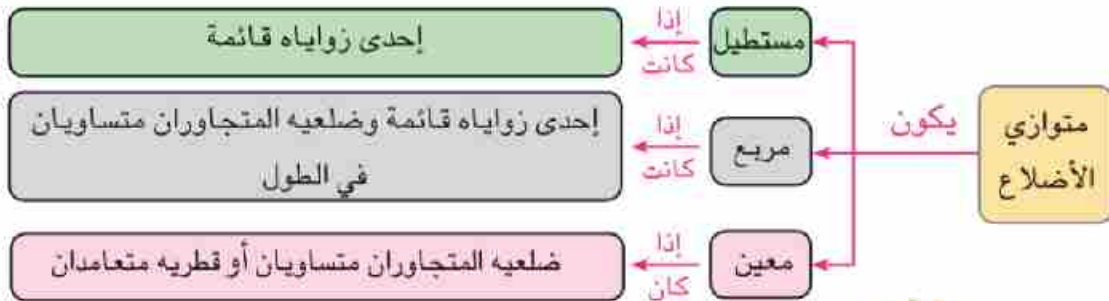 متوازي
الأضلاع
يكون
مستطيل
إذا
كانت
إحدى زواياه قائمة
مربع
إذا
كانت
إحدى زواياه قائمة وضلعيه المتجاوران متساويان
في الطول
معين
إذا
كان
ضلعيه المتجاوران متساويان أو قطريه متعامدان